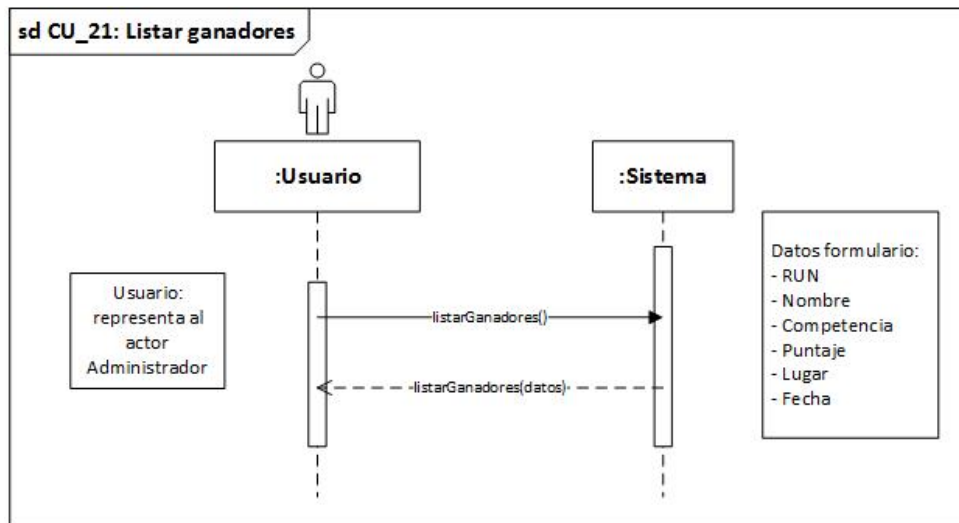 sd CU_21: Listar ganadores
:Usuario
:Sistema
Usuario:
representa al
actor
Administrador
listarGanadores()
listarGanadores(datos)
Datos formulario:
- RUN
- Nombre
- Competencia
- Puntaje
- Lugar
- Fecha